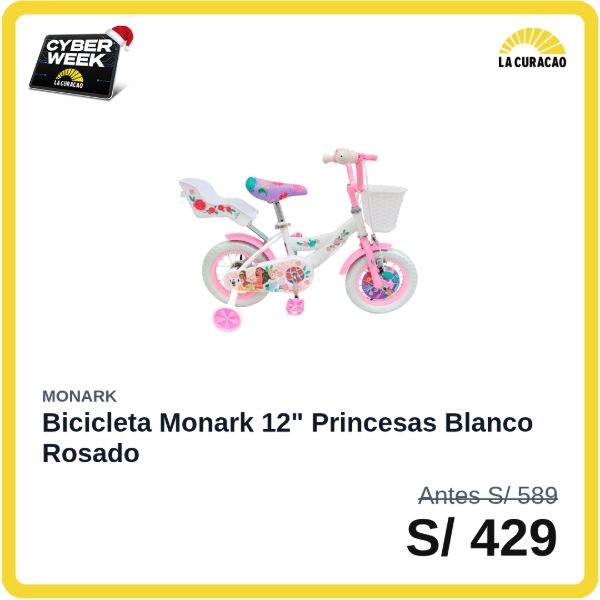 CYBER
WEEK
LA CURACAO
LA CURACAO
MONARK
Bicicleta Monark 12" Princesas Blanco
Rosado
Antes S/ 589
S/ 429